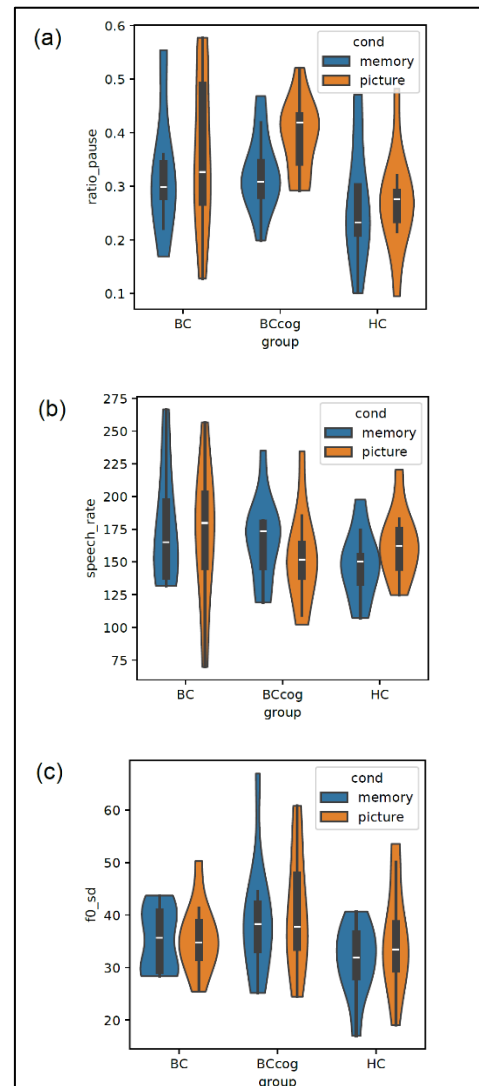 (a)
0.6
0.5
0.4
0.3
0.2
0.1
ratio_pause
cond
memory
picture
BC BCcog HC
group
(b)
275
250
225
200
175
150
125
100
75
speech_rate
cond
memory
picture
BC BCcog HC
group
(c)
60
50
40
30
20
f0_sd
cond
memory
picture
BC BCcog HC
group